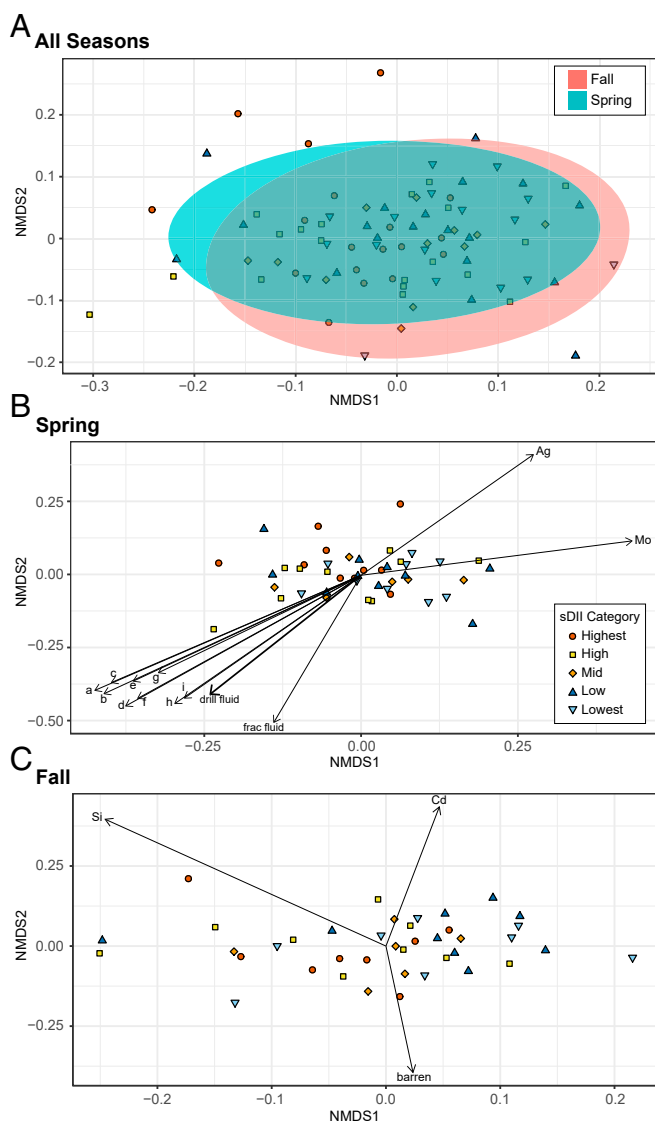 A All Seasons
0.2
0.1
0
−0.1
−0.2
NMDS2
−0.3
−0.2
−0.1
0.0
0.1
0.2
NMDS1
Fall
Spring
B Spring
0.25
0.00
−0.25
−0.50
NMDS2
Ag
Mo
a
b
c
d
e
f
g
h
i
drill fluid
frac fluid
−0.25
0.00
0.25
NMDS1
sDII Category
Highest
High
Mid
Low
Lowest
C Fall
0.25
0.00
−0.25
NMDS2
Si
Cd
barren
−0.2
−0.1
0.0
0.1
0.2
NMDS1